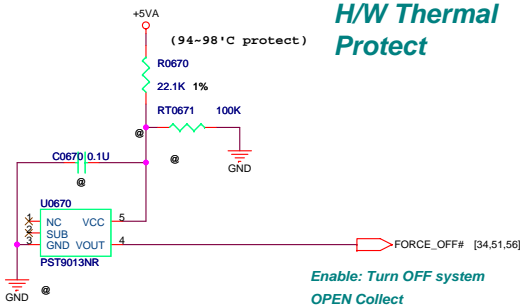 H/W Thermal
Protect
+5VA
(94~98'C protect)
R0670
22.1K 1%
RT0671 100K
@
@
C0670 0.1U
@
GND
U0670
1 NC VCC 5
2 SUB
3 GND VOUT 4
PST9013NR
FORCE_OFF# [34,51,56]
GND
@
Enable: Turn OFF system
OPEN Collect